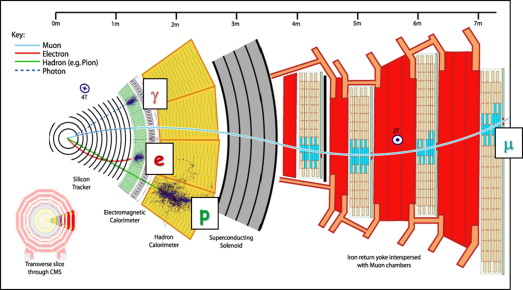 0m 1m 2m 3m 4m 5m 6m 7m
Key:
Muon
Electron
Hadron (e.g. Pion)
Photon
4T
γ
e
p
2T
μ
Silicon
Tracker
Electromagnetic
Calorimeter
Hadron
Calorimeter
Superconducting
Solenoid
Iron return yoke interspersed
with Muon chambers
Transverse slice
through CMS